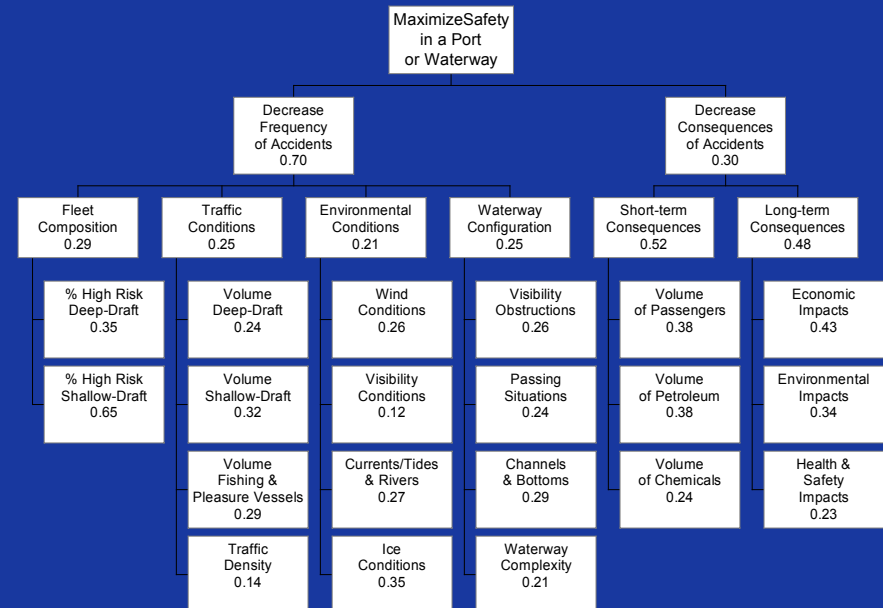 MaximizeSafety
in a Port
or Waterway
Decrease
Frequency
of Accidents
0.70
Decrease
Consequences
of Accidents
0.30
Fleet
Composition
0.29
Traffic
Conditions
0.25
Environmental
Conditions
0.21
Waterway
Configuration
0.25
Short-term
Consequences
0.52
Long-term
Consequences
0.48
% High Risk
Deep-Draft
0.35
Volume
Deep-Draft
0.24
Wind
Conditions
0.26
Visibility
Obstructions
0.26
Volume
of Passengers
0.38
Economic
Impacts
0.43
% High Risk
Shallow-Draft
0.65
Volume
Shallow-Draft
0.32
Visibility
Conditions
0.12
Passing
Situations
0.24
Volume
of Petroleum
0.38
Environmental
Impacts
0.34
Volume
Fishing &
Pleasure Vessels
0.29
Currents/Tides
& Rivers
0.27
Channels
& Bottoms
0.29
Volume
of Chemicals
0.24
Health &
Safety
Impacts
0.23
Traffic
Density
0.14
Ice
Conditions
0.35
Waterway
Complexity
0.21